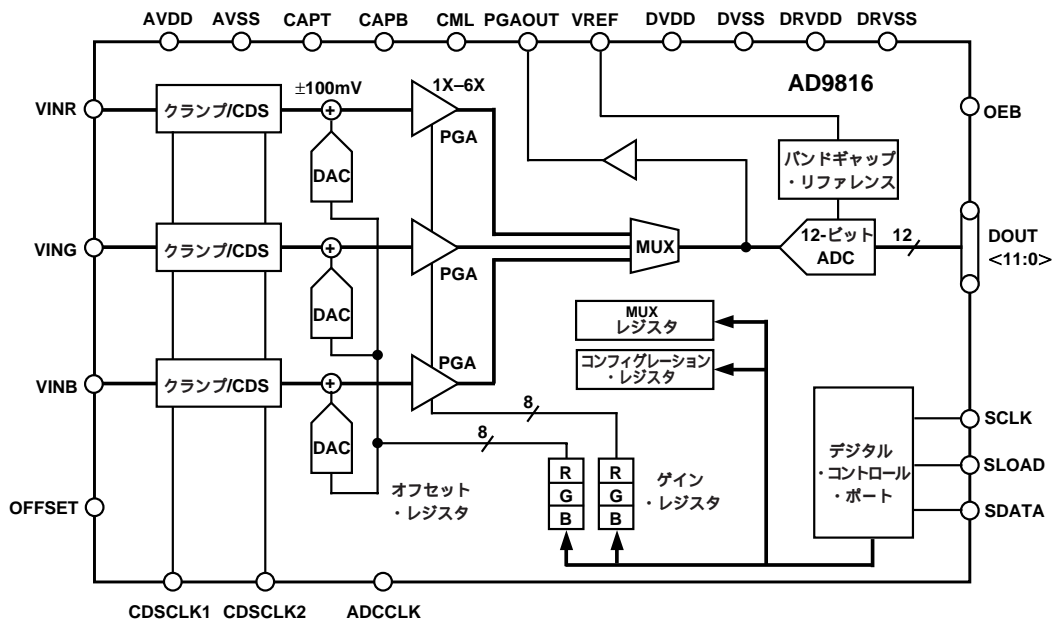 AVDD AVSS CAPT CAPB CML PGAOUT VREF DVDD DVSS DRVDD DRVSS
±100mV
1X–6X
AD9816
VINR
クランプ/CDS
PGA
OEB
DAC
バンドギャップ
・リファレンス
VING
クランプ/CDS
PGA
MUX
12-ビット
ADC
12
DOUT
<11:0>
DAC
MUX
レジスタ
VINB
クランプ/CDS
PGA
コンフィグレーション
・レジスタ
8
8
DAC
SCLK
デジタル
・コントロール
・ポート
SLOAD
SDATA
R
G
B
R
G
B
オフセット
・レジスタ
ゲイン
・レジスタ
OFFSET
CDSCLK1 CDSCLK2 ADCCLK